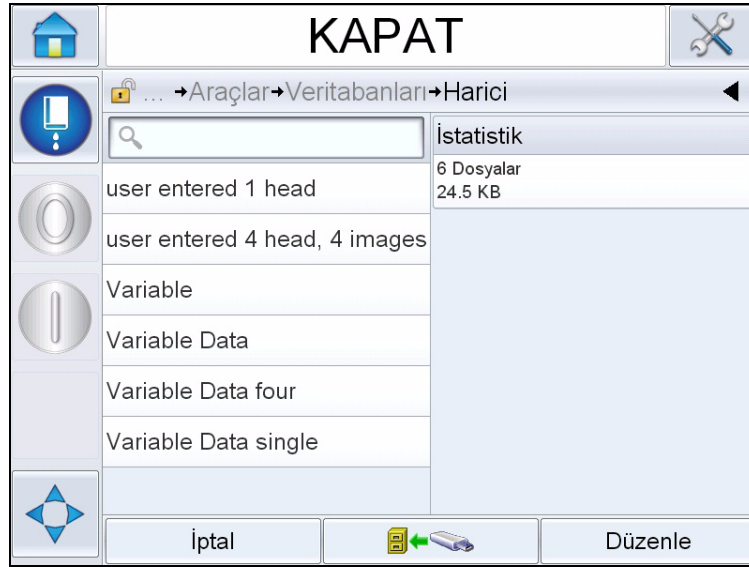 KAPAT
... →Araçlar→Veritabanları→Harici
İstatistik
6 Dosyalar
24.5 KB
user entered 1 head
user entered 4 head, 4 images
Variable
Variable Data
Variable Data four
Variable Data single
İptal
Düzenle